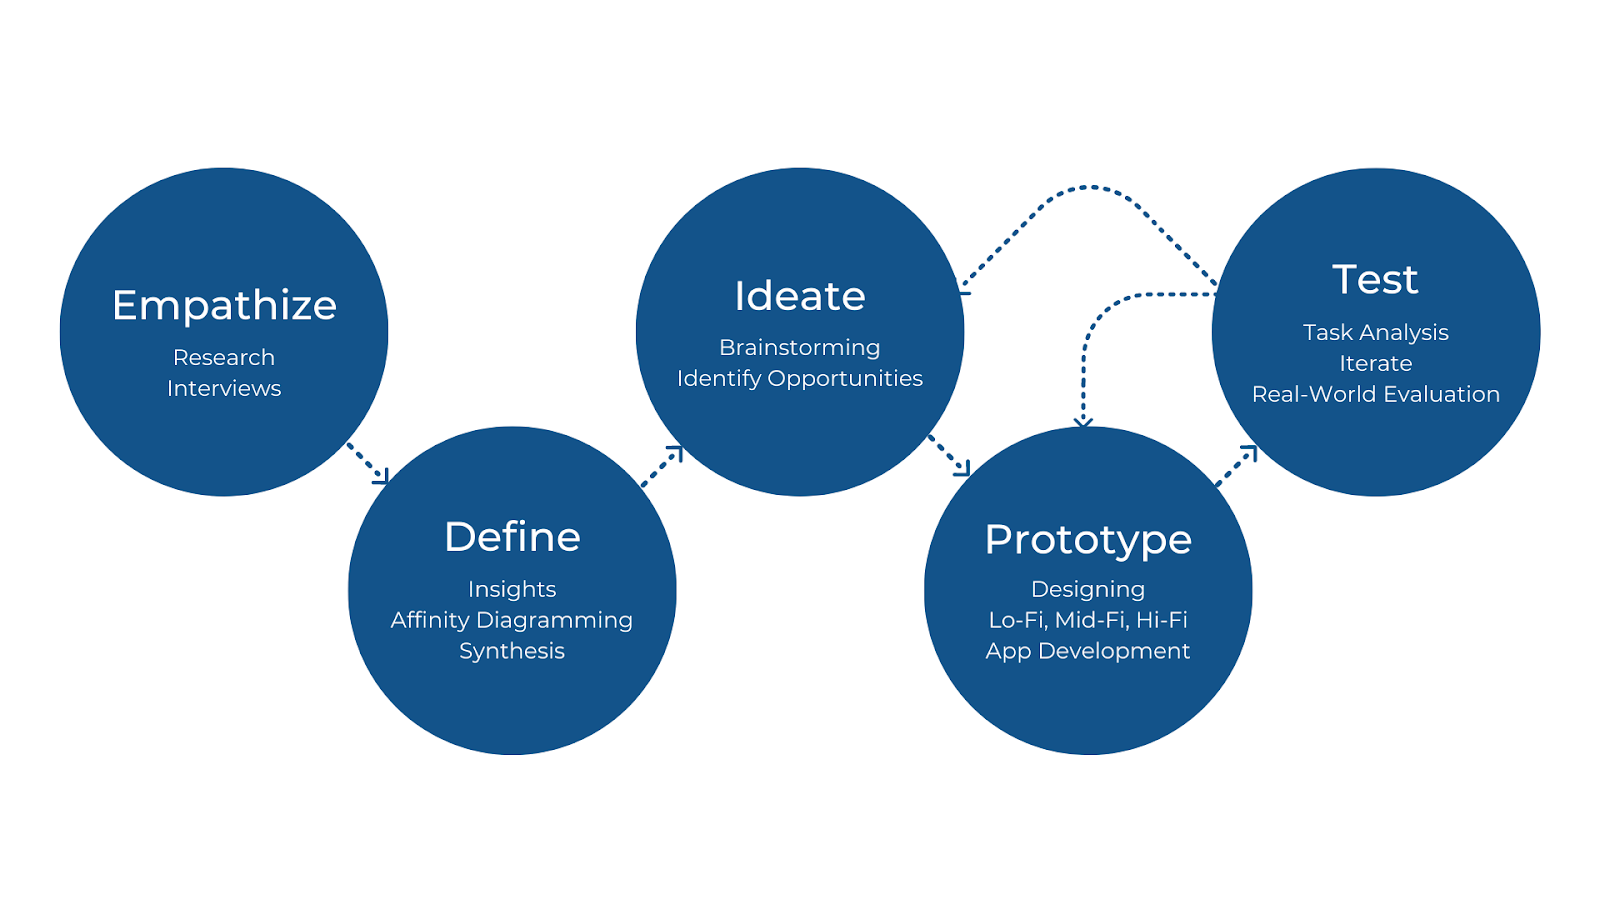 Empathize
Research
Interviews
Define
Insights
Affinity Diagramming
Synthesis
Ideate
Brainstorming
Identify Opportunities
Prototype
Designing
Lo-Fi, Mid-Fi, Hi-Fi
App Development
Test
Task Analysis
Iterate
Real-World Evaluation